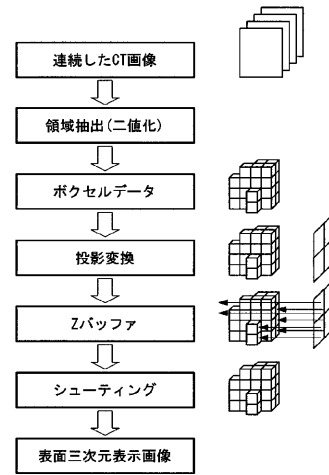 連続したCT画像
領域抽出(二値化)
ボクセルデータ
投影変換
Zバッファ
シューティング
表面三次元表示画像